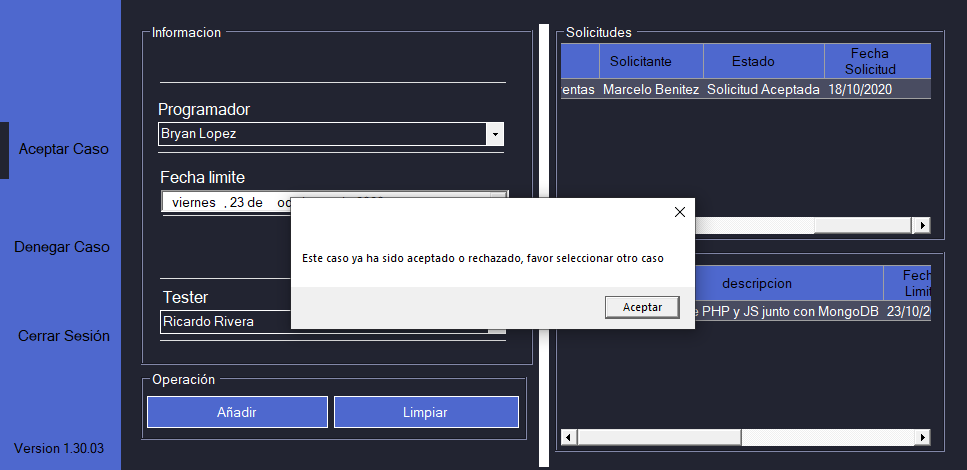 Aceptar Caso
Denegar Caso
Cerrar Sesión
Version 1.30.03
Informacion
Programador
Bryan Lopez
Fecha limite
viernes , 23 de
Tester
Ricardo Rivera
Operación
Añadir
Limpiar
Solicitudes
Solicitante
Estado
Fecha
Solicitud
entas
Marcelo Benitez
Solicitud Aceptada
18/10/2020
Este caso ya ha sido aceptado o rechazado, favor seleccionar otro caso
Aceptar
descripcion
Fech
Limit
e PHP y JS junto con MongoDB
23/10/2